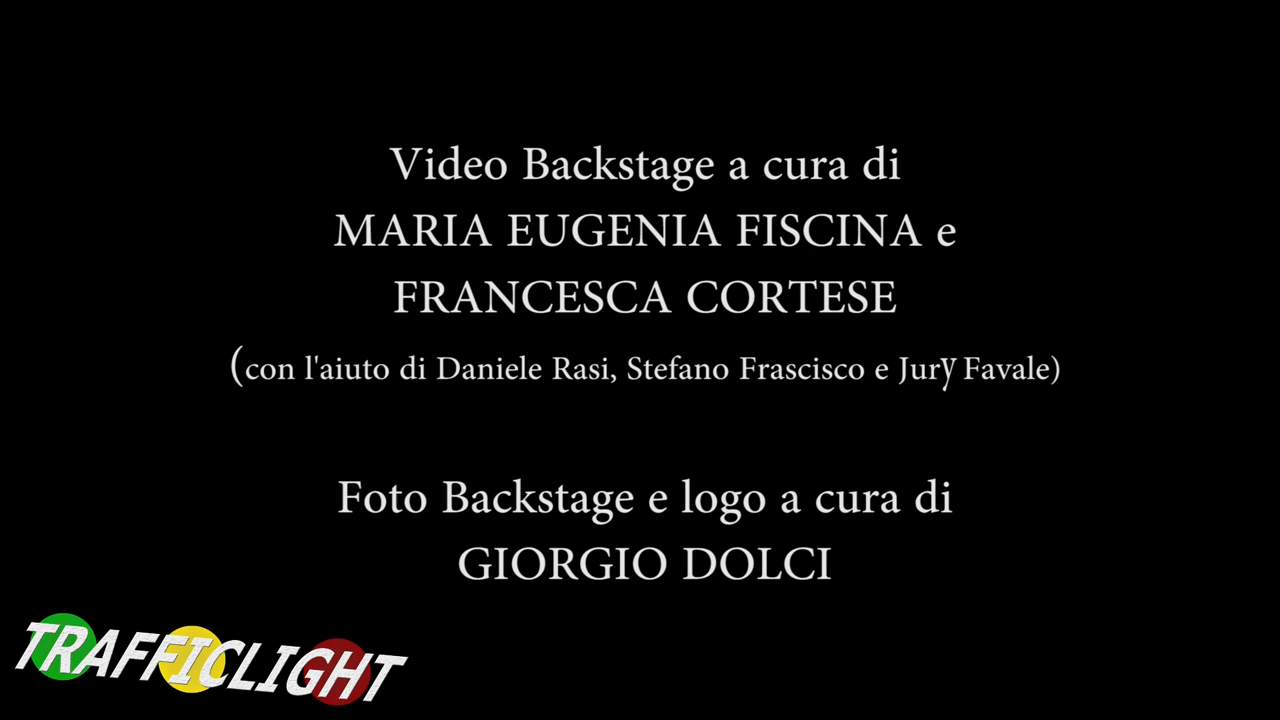 Video Backstage a cura di
MARIA EUGENIA FISCINA e
FRANCESCA CORTESE
(con l'aiuto di Daniele Rasi, Stefano Frascisco e Jury Favale)
Foto Backstage e logo a cura di
GIORGIO DOLCI
TRAFFICLIGHT